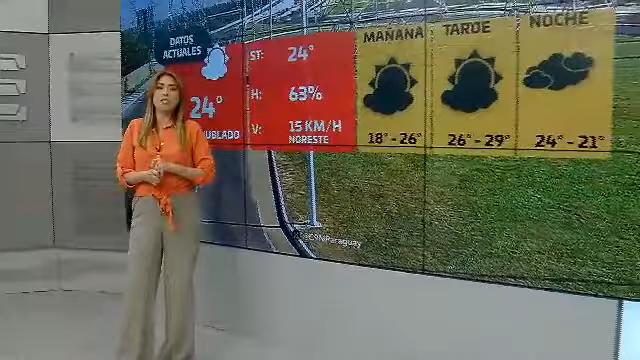 DATOS
ACTUALES
24°
NUBLADO
ST: 24°
H: 63%
V: 15 KM/H
NORESTE
MAÑANA
18° - 26°
TARDE
26° - 29°
NOCHE
24° - 21°